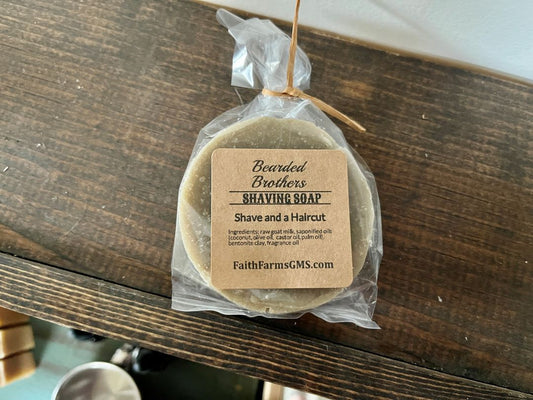 Bearded
Brothers
SHAVING SOAP
Shave and a Haircut
Ingredients: raw goat milk, saponified oils
(coconut, olive oil, castor oil, palm oil),
bentonite clay, fragrance oil
FaithFarmsGMS.com